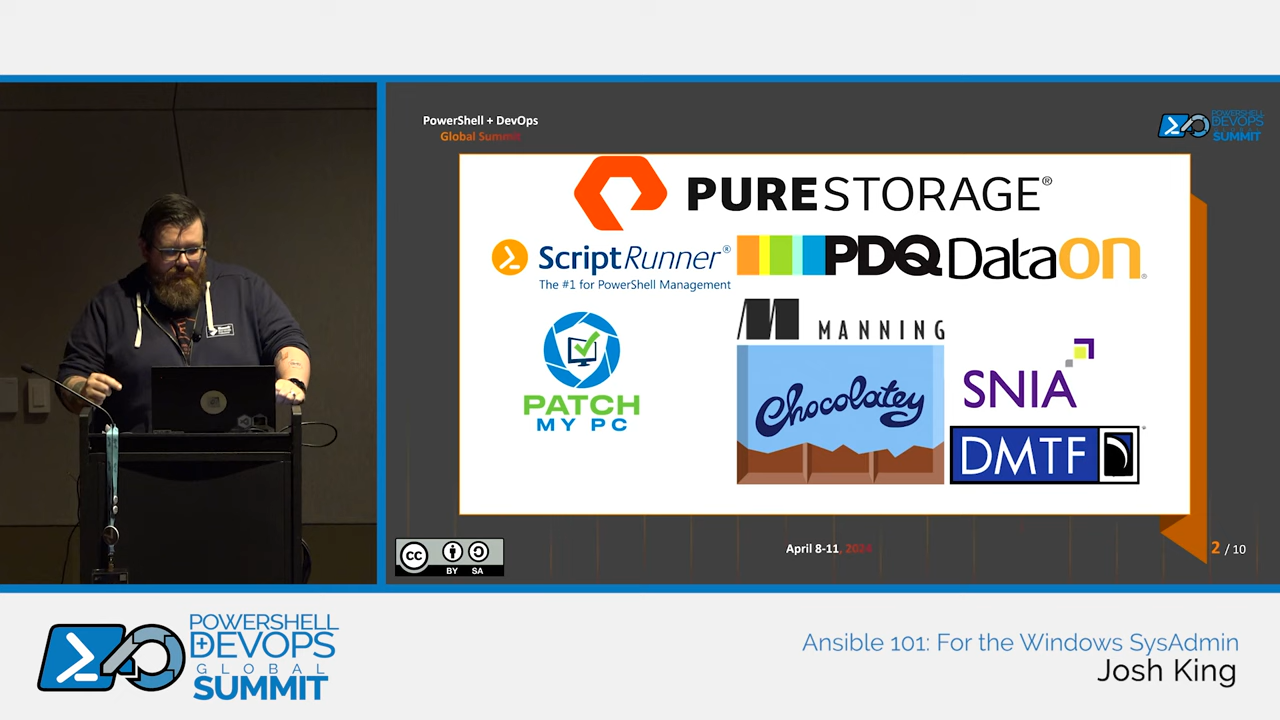 PowerShell + DevOps
Global Summit
POWERSHELL
DEVOPS
SUMMIT
PURESTORAGE®
ScriptRunner®
The #1 for PowerShell Management
PDQ
DataON®
PATCH
MY PC
MANNING
Chocolatey
SNIA
DMTF
cc
BY SA
April 8-11, 2024
2 / 10
POWERSHELL
+DEVOPS
GLOBAL
SUMMIT
Ansible 101: For the Windows SysAdmin
Josh King